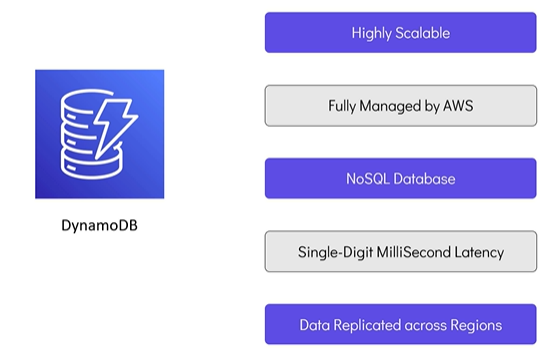 Highly Scalable
Fully Managed by AWS
NoSQL Database
DynamoDB
Single-Digit MilliSecond Latency
Data Replicated across Regions